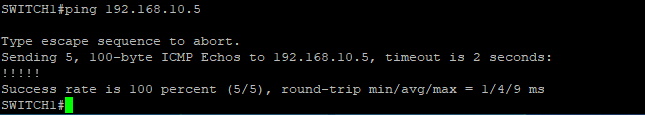 SWITCH1#ping 192.168.10.5
Type escape sequence to abort.
Sending 5, 100-byte ICMP Echos to 192.168.10.5, timeout is 2 seconds:
!!!!!
Success rate is 100 percent (5/5), round-trip min/avg/max = 1/4/9 ms
SWITCH1#